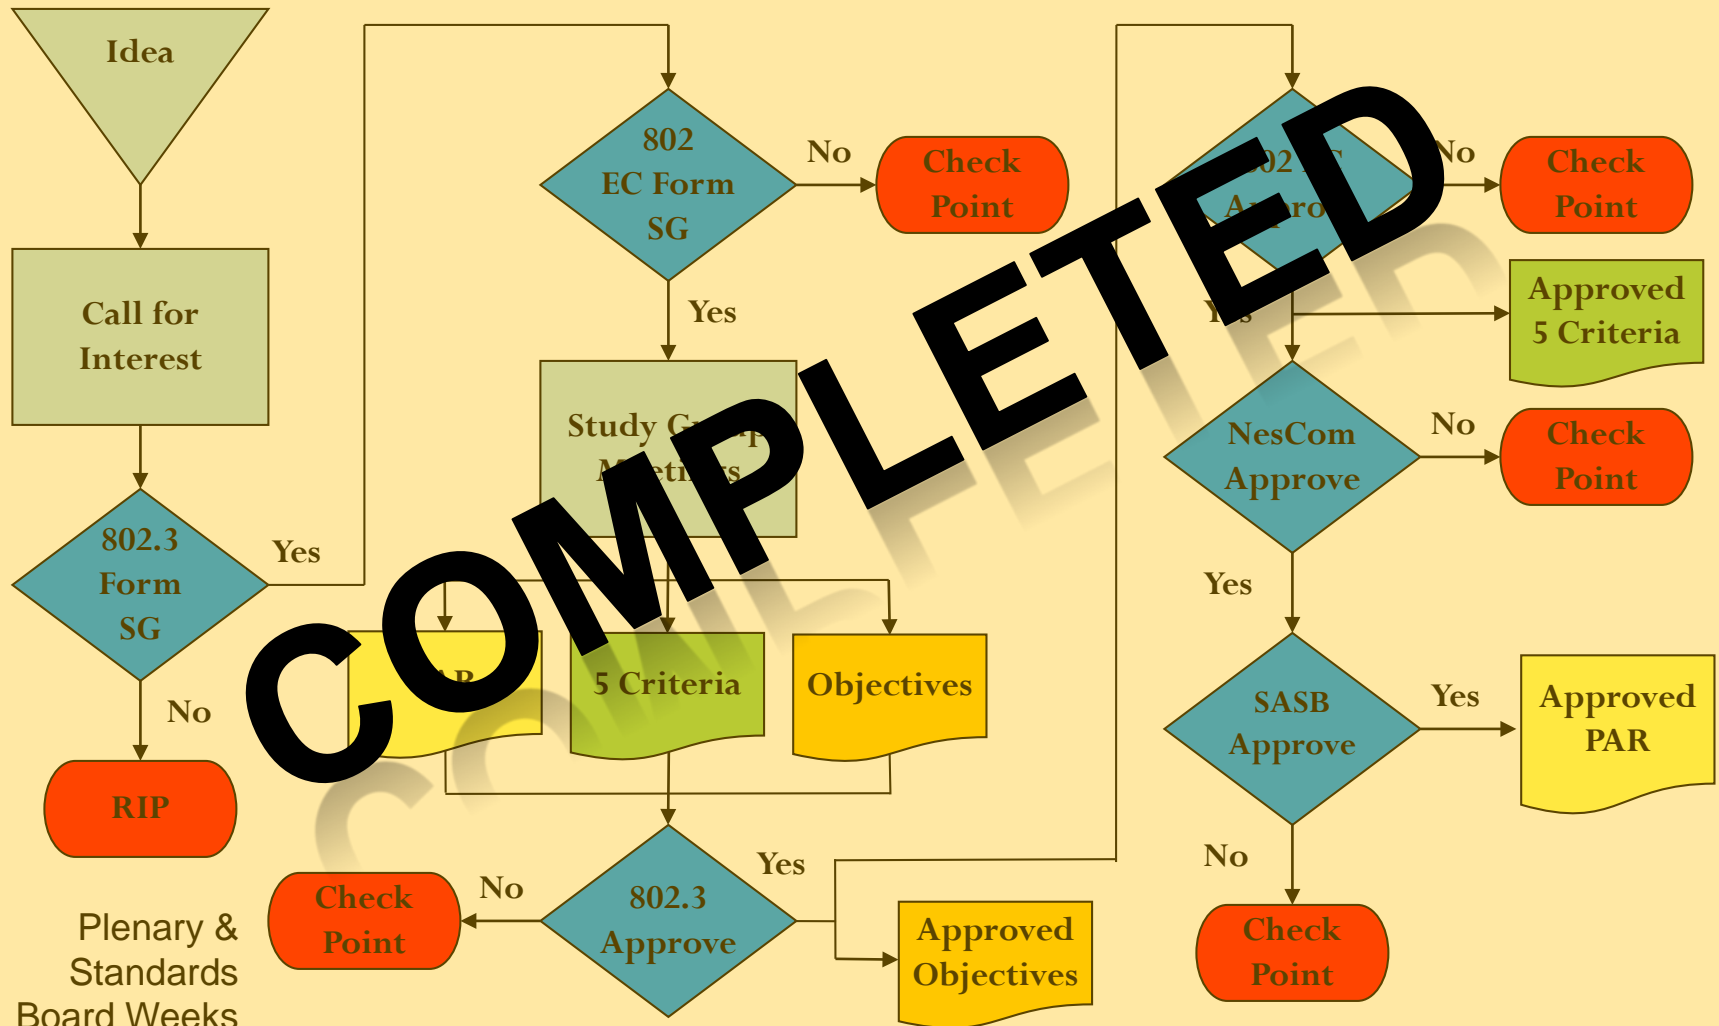 Idea
Call for
Interest
802.3
Form
SG
Yes
No
RIP
Plenary &
Standards
Board Weeks
802
EC Form
SG
No
Check
Point
Yes
Study
5 Criteria
Objectives
802.3
Approve
No
Check
Point
Yes
Approved
Objectives
No
Check
Point
Yes
Approved
5 Criteria
NesCom
Approve
No
Check
Point
Yes
SASB
Approve
Yes
Approved
PAR
No
Check
Point
COMPLETED